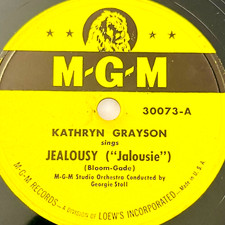 M-G-M
30073-A
KATHRYN GRAYSON
sings
JEALOUSY ("Jalousie")
(Bloom-Gade)
M-G-M Studio Orchestra Conducted by
Georgie Stoll
M-G-M RECORDS—A DIVISION OF LOEW'S INCORPORATED—MADE IN U.S.A.